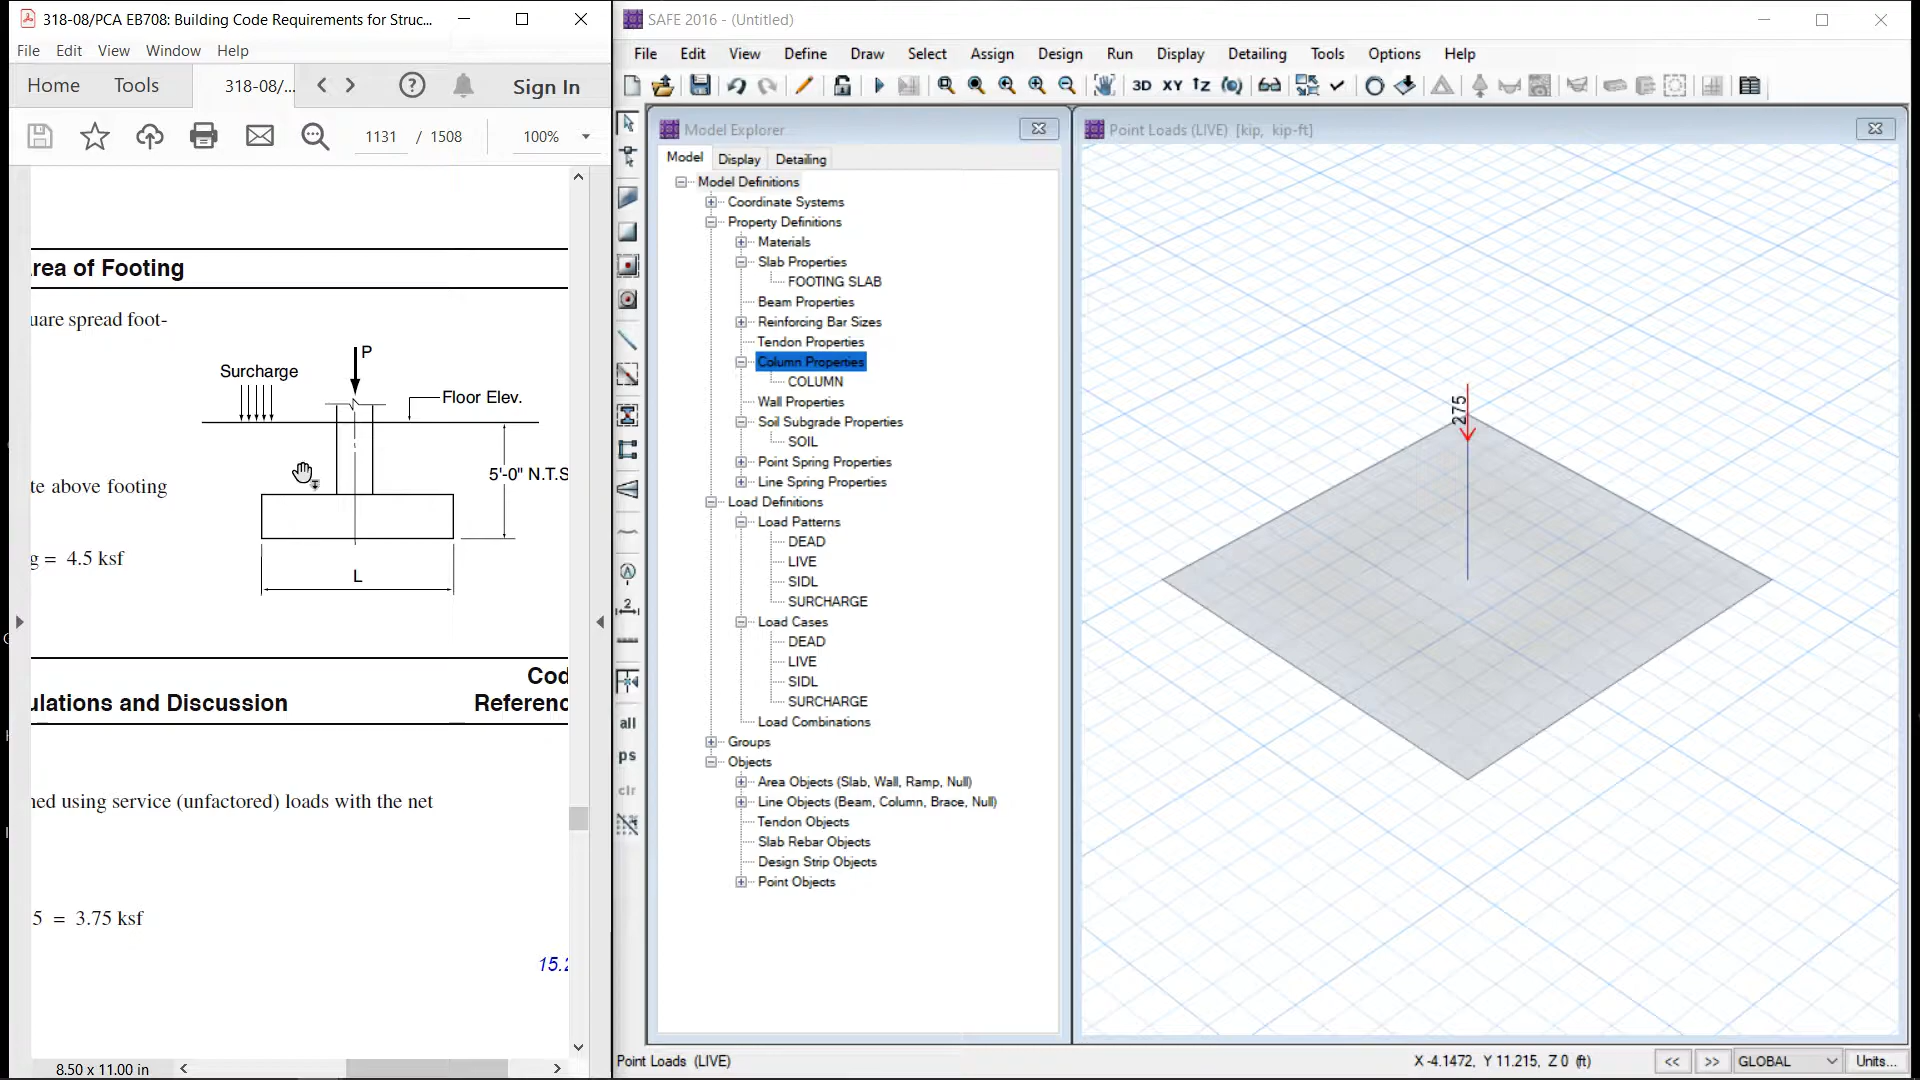 318-08/PCA EB708: Building Code Requirements for Struc...
File Edit View Window Help
Home Tools 318-08/... Sign In
1131 / 1508 100%
rea of Footing
uare spread foot-
P
Surcharge
Floor Elev.
te above footing
5'-0" N.T.S
g = 4.5 ksf
L
Cod
ulations and Discussion Referenc
ned using service (unfactored) loads with the net
5 = 3.75 ksf
15.2
8.50 x 11.00 in
SAFE 2016 - (Untitled)
File Edit View Define Draw Select Assign Design Run Display Detailing Tools Options Help
3D XY
2
all
ps
clr
Model Explorer
Model Display Detailing
Model Definitions
Coordinate Systems
Property Definitions
Materials
Slab Properties
FOOTING SLAB
Beam Properties
Reinforcing Bar Sizes
Tendon Properties
Column Properties
COLUMN
Wall Properties
Soil Subgrade Properties
SOIL
Point Spring Properties
Line Spring Properties
Load Definitions
Load Patterns
DEAD
LIVE
SIDL
SURCHARGE
Load Cases
DEAD
LIVE
SIDL
SURCHARGE
Load Combinations
Groups
Objects
Area Objects (Slab, Wall, Ramp, Null)
Line Objects (Beam, Column, Brace, Null)
Tendon Objects
Slab Rebar Objects
Design Strip Objects
Point Objects
Point Loads (LIVE) [kip, kip-ft]
275
Point Loads (LIVE)
X -4.1472, Y 11.215, Z 0 (ft)
<< >> GLOBAL Units...